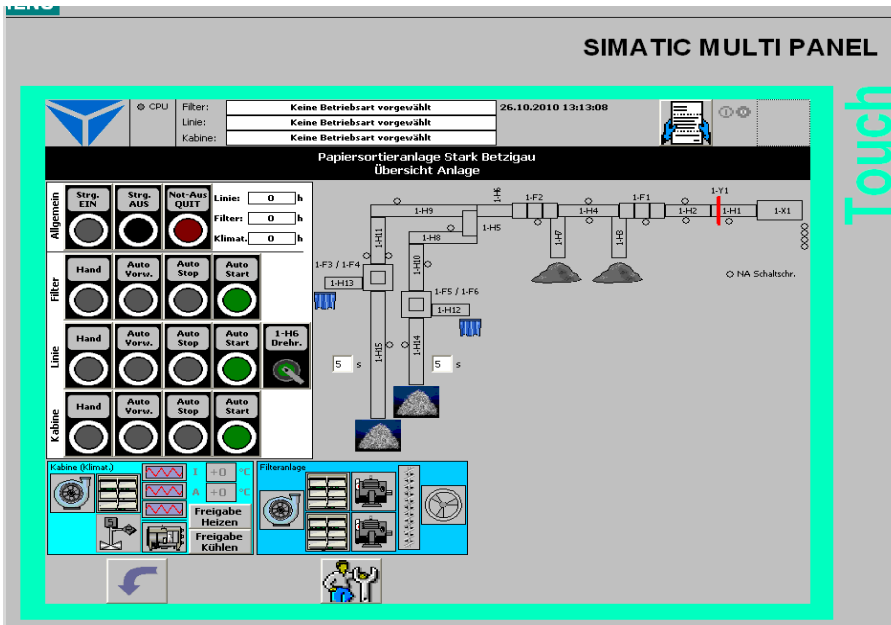 SIMATIC MULTI PANEL
Touch
CPU
Filter: Keine Betriebsart vorgewählt 26.10.2010 13:13:08
Linie: Keine Betriebsart vorgewählt
Kabine: Keine Betriebsart vorgewählt
Papiersortieranlage Stark Betzigau
Übersicht Anlage
Allgemein
Strg. EIN
Strg. AUS
Not-Aus QUIT
Linie: 0 h
Filter: 0 h
Klimat. 0 h
Filter
Hand
Auto Vorw.
Auto Stop
Auto Start
Linie
Hand
Auto Vorw.
Auto Stop
Auto Start
1-H6 Drehr.
Kabine
Hand
Auto Vorw.
Auto Stop
Auto Start
1-H9
1-H6
1-F2
1-H4
1-F1
1-H2
1-Y1
1-H1
1-X1
1-H11
1-H8
1-H5
1-H7
1-H3
1-F3 / 1-F4
1-H10
NA Schaltschr.
1-H13
1-F5 / 1-F6
1-H12
1-H15
1-H14
5 s
5 s
Kabine (Klimat.)
I +0 °C
A +0 °C
Freigabe Heizen
Freigabe Kühlen
Filteranlage